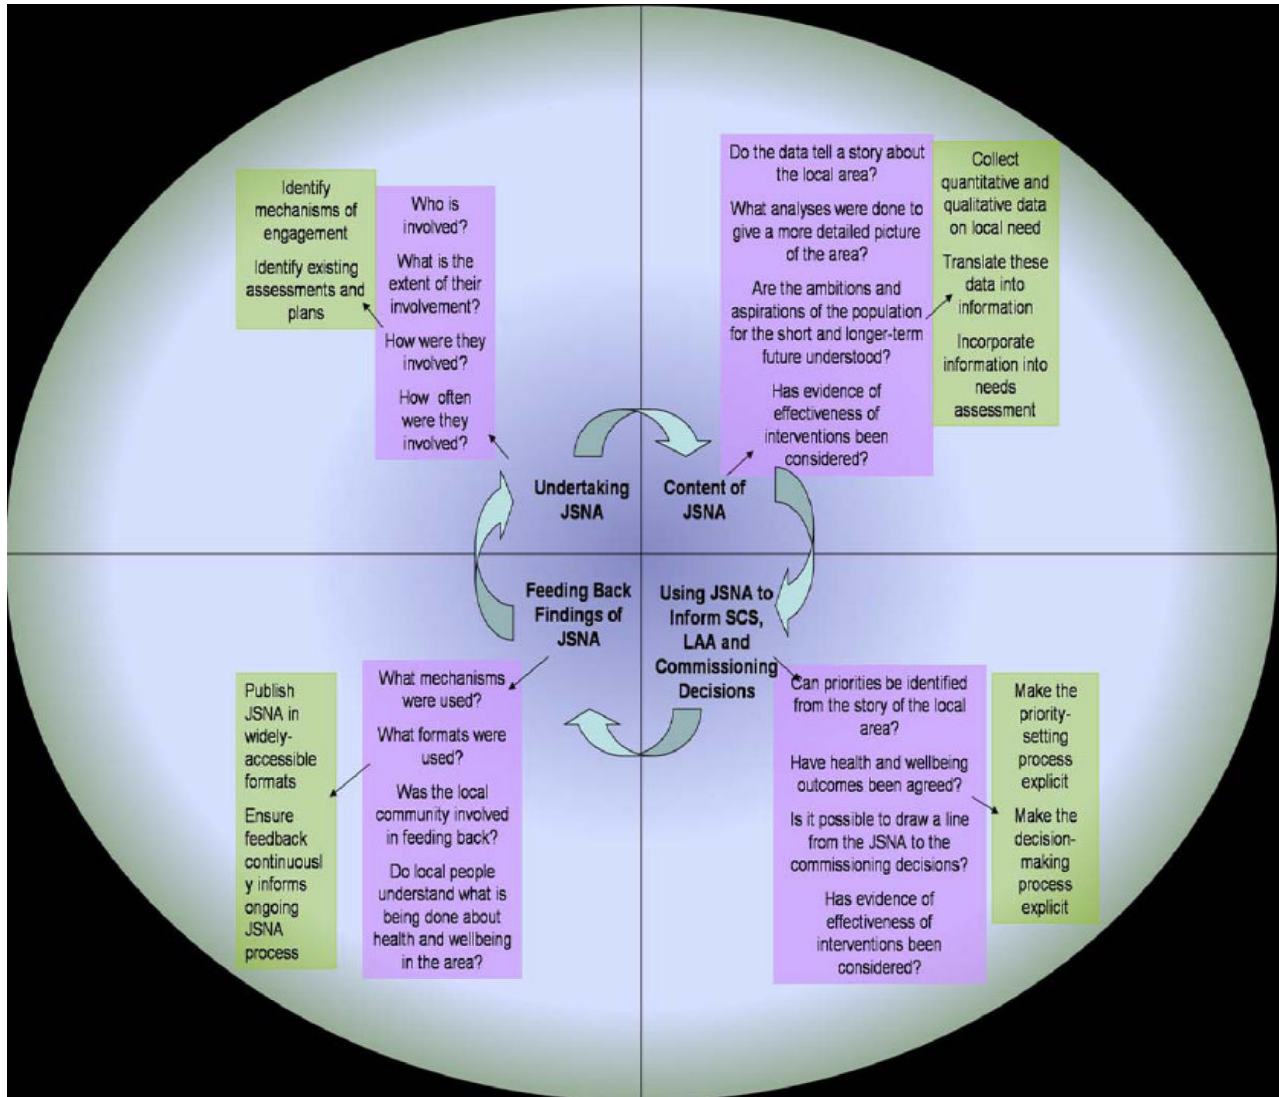 Identify
mechanisms of
engagement
Identify existing
assessments and
plans
Who is
involved?
What is the
extent of their
involvement?
How were they
involved?
How often
were they
involved?
Do the data tell a story about
the local area?
What analyses were done to
give a more detailed picture
of the area?
Are the ambitions and
aspirations of the population
for the short and longer-term
future understood?
Has evidence of
effectiveness of
interventions been
considered?
Collect
quantitative and
qualitative data
on local need
Translate these
data into
information
Incorporate
information into
needs
assessment
Undertaking
JSNA
Content of
JSNA
Feeding Back
Findings of
JSNA
Using JSNA to
Inform SCS,
LAA and
Commissioning
Decisions
Publish
JSNA in
widely-
accessible
formats
Ensure
feedback
continuousl
y informs
ongoing
JSNA
process
What mechanisms
were used?
What formats were
used?
Was the local
community involved
in feeding back?
Do local people
understand what is
being done about
health and wellbeing
in the area?
Can priorities be identified
from the story of the local
area?
Have health and wellbeing
outcomes been agreed?
Is it possible to draw a line
from the JSNA to the
commissioning decisions?
Has evidence of
effectiveness of
interventions been
considered?
Make the
priority-
setting
process
explicit
Make the
decision-
making
process
explicit